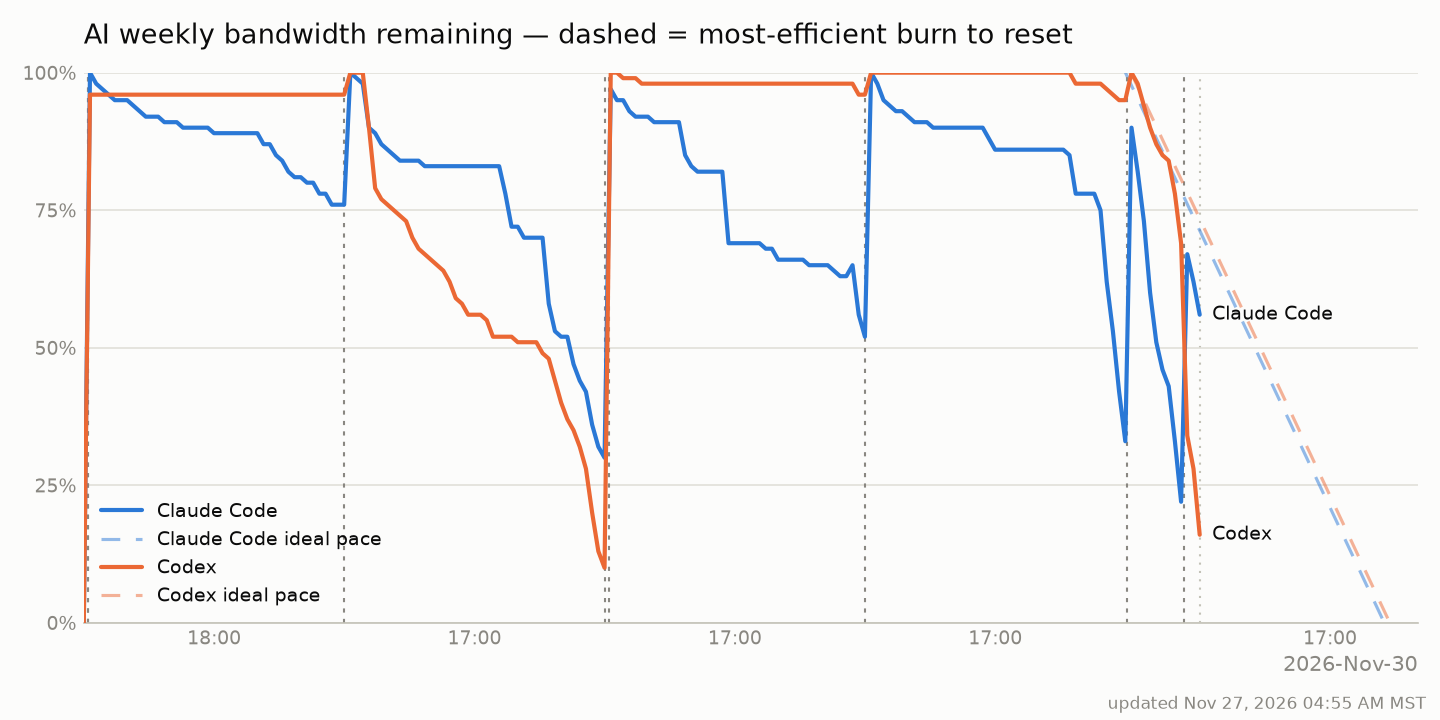 AI weekly bandwidth remaining — dashed = most-efficient burn to reset
100%
75%
50%
25%
0%
Claude Code
Codex
Claude Code
Claude Code ideal pace
Codex
Codex ideal pace
18:00
17:00
17:00
17:00
17:00
2026-Nov-30
updated Nov 27, 2026 04:55 AM MST